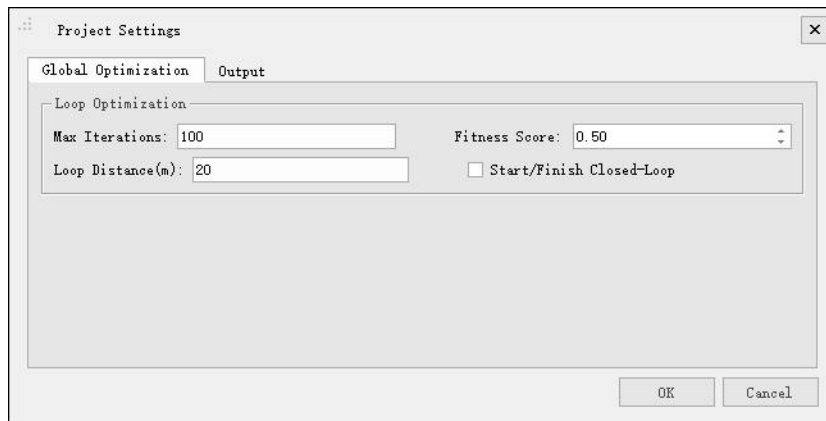 Project Settings
Global Optimization Output
Loop Optimization
Max Iterations: 100 Fitness Score: 0.50
Loop Distance(m): 20 Start/Finish Closed-Loop
OK Cancel